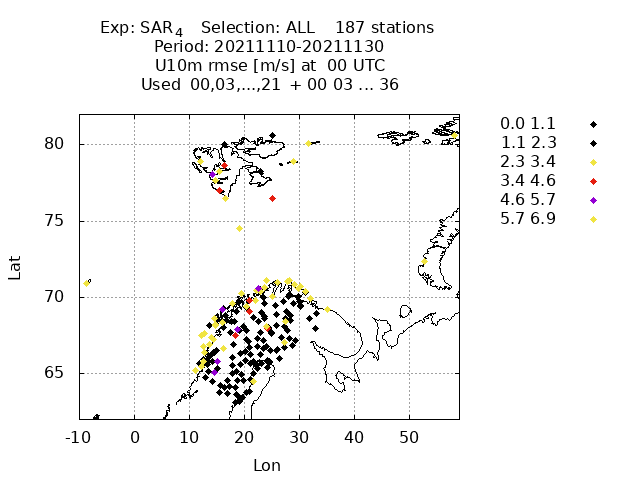 Exp: SAR4 Selection: ALL 187 stations
Period: 20211110-20211130
U10m rmse [m/s] at 00 UTC
Used 00,03,...,21 + 00 03 ... 36
80
75
70
65
Lat
-10 0 10 20 30 40 50
Lon
0.0 1.1
1.1 2.3
2.3 3.4
3.4 4.6
4.6 5.7
5.7 6.9